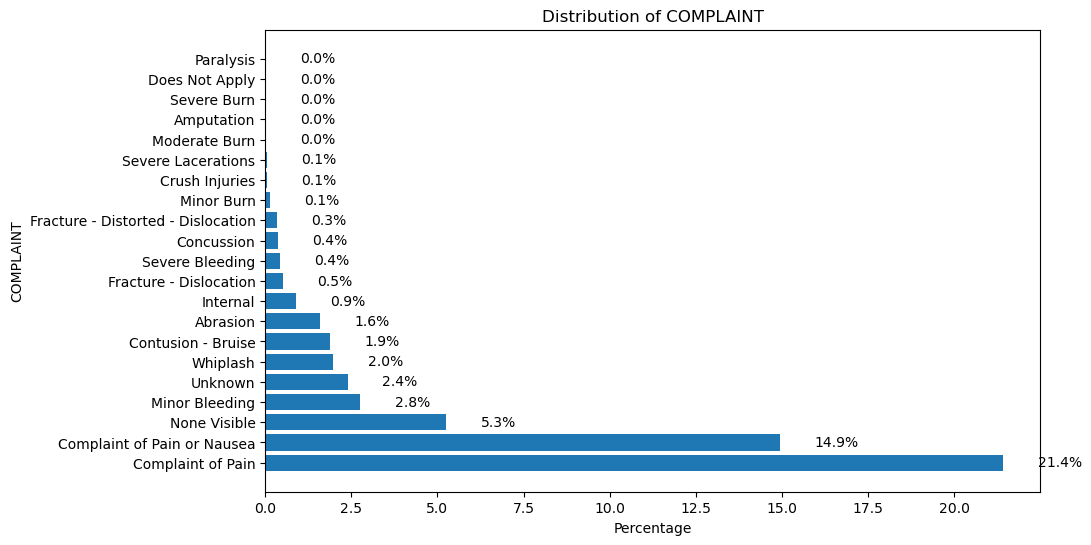 Distribution of COMPLAINT
Paralysis 0.0%
Does Not Apply 0.0%
Severe Burn 0.0%
Amputation 0.0%
Moderate Burn 0.0%
Severe Lacerations 0.1%
Crush Injuries 0.1%
Minor Burn 0.1%
Fracture - Distorted - Dislocation 0.3%
Concussion 0.4%
Severe Bleeding 0.4%
Fracture - Dislocation 0.5%
Internal 0.9%
Abrasion 1.6%
Contusion - Bruise 1.9%
Whiplash 2.0%
Unknown 2.4%
Minor Bleeding 2.8%
None Visible 5.3%
Complaint of Pain or Nausea 14.9%
Complaint of Pain 21.4%
COMPLAINT
0.0 2.5 5.0 7.5 10.0 12.5 15.0 17.5 20.0
Percentage